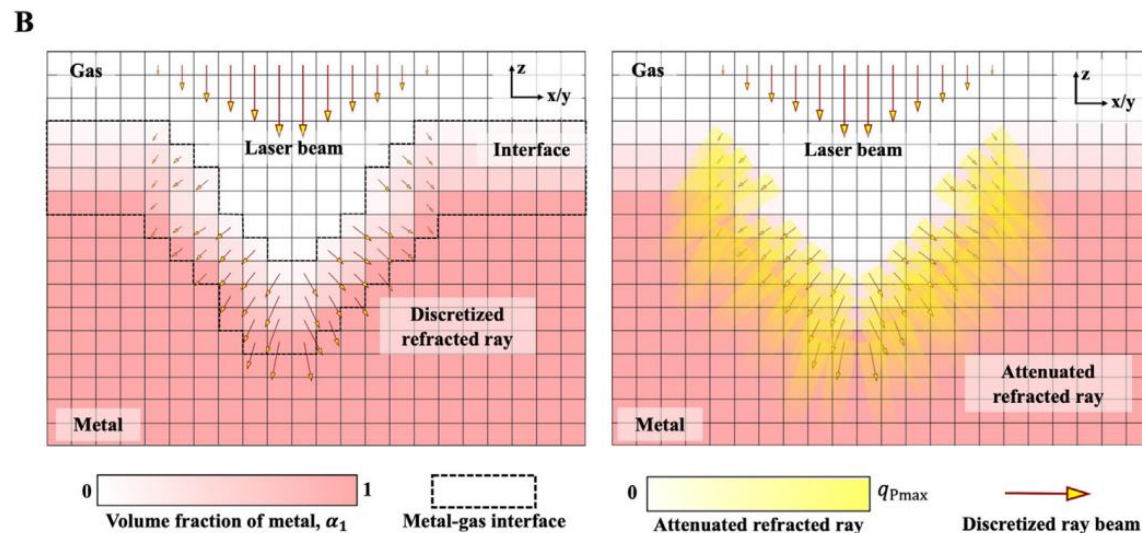 B
Gas
z
x/y
Laser beam
Interface
Discretized
refracted ray
Metal
Gas
z
x/y
Laser beam
Attenuated
refracted ray
Metal
0
1
Volume fraction of metal, α₁
Metal-gas interface
0
qPmax
Attenuated refracted ray
Discretized ray beam